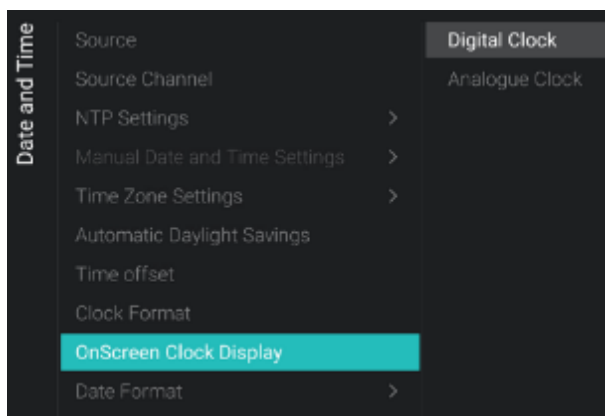 Date and Time
Source
Source Channel
NTP Settings >
Manual Date and Time Settings >
Time Zone Settings >
Automatic Daylight Savings
Time offset
Clock Format
OnScreen Clock Display
Date Format >
Digital Clock
Analogue Clock